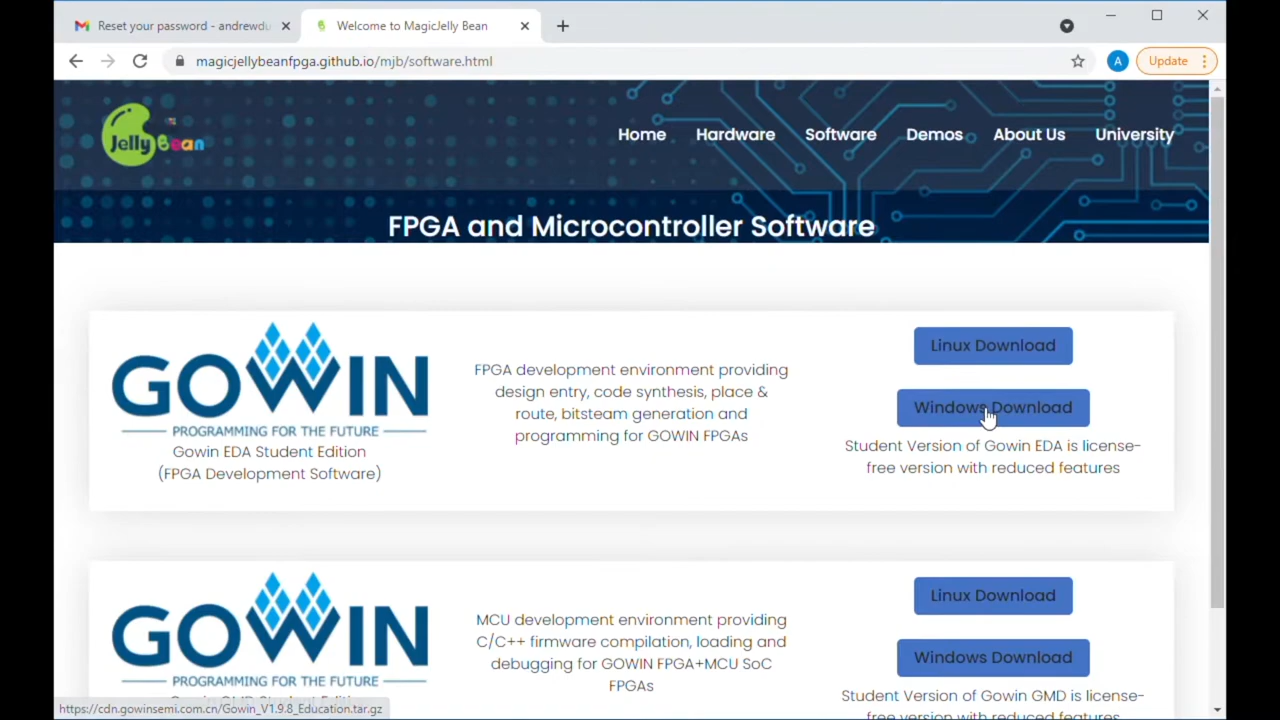 Reset your password - andrewdu
Welcome to MagicJelly Bean
magicjellybeanfpga.github.io/mjb/software.html
A
Update
Jelly Bean
Home
Hardware
Software
Demos
About Us
University
FPGA and Microcontroller Software
GOWIN
PROGRAMMING FOR THE FUTURE
Gowin EDA Student Edition
(FPGA Development Software)
FPGA development environment providing
design entry, code synthesis, place &
route, bitsteam generation and
programming for GOWIN FPGAs
Linux Download
Windows Download
Student Version of Gowin EDA is license-
free version with reduced features
GOWIN
PROGRAMMING FOR THE FUTURE
MCU development environment providing
C/C++ firmware compilation, loading and
debugging for GOWIN FPGA+MCU SoC
FPGAs
Linux Download
Windows Download
Student Version of Gowin GMD is license-
free version with reduced features
https://cdn.gowinsemi.com.cn/Gowin_V1.9.8_Education.tar.gz